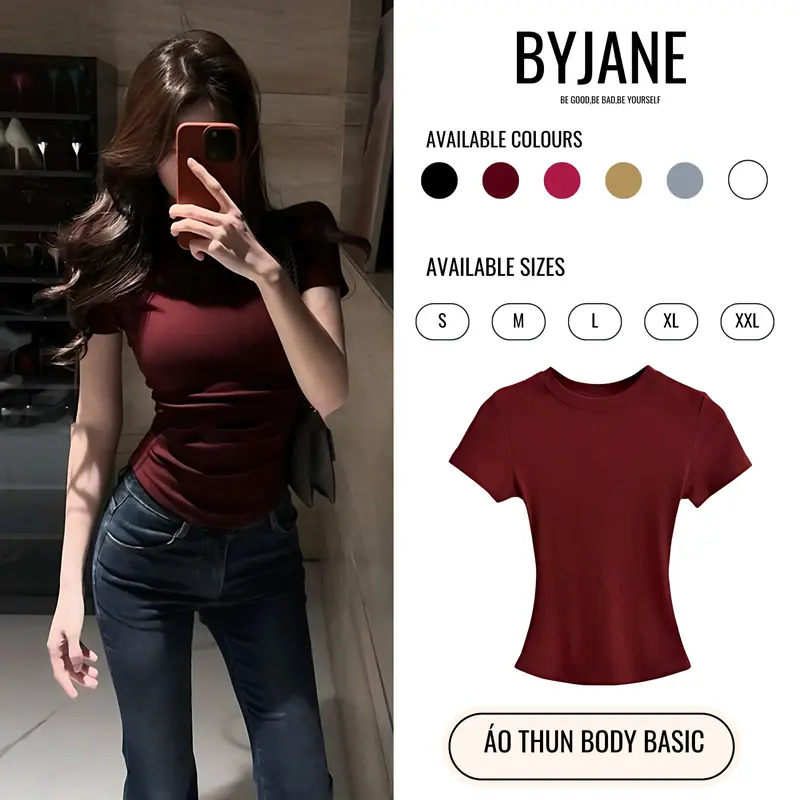 BYJANE
BE GOOD,BE BAD,BE YOURSELF
AVAILABLE COLOURS
AVAILABLE SIZES
S M L XL XXL
ÁO THUN BODY BASIC